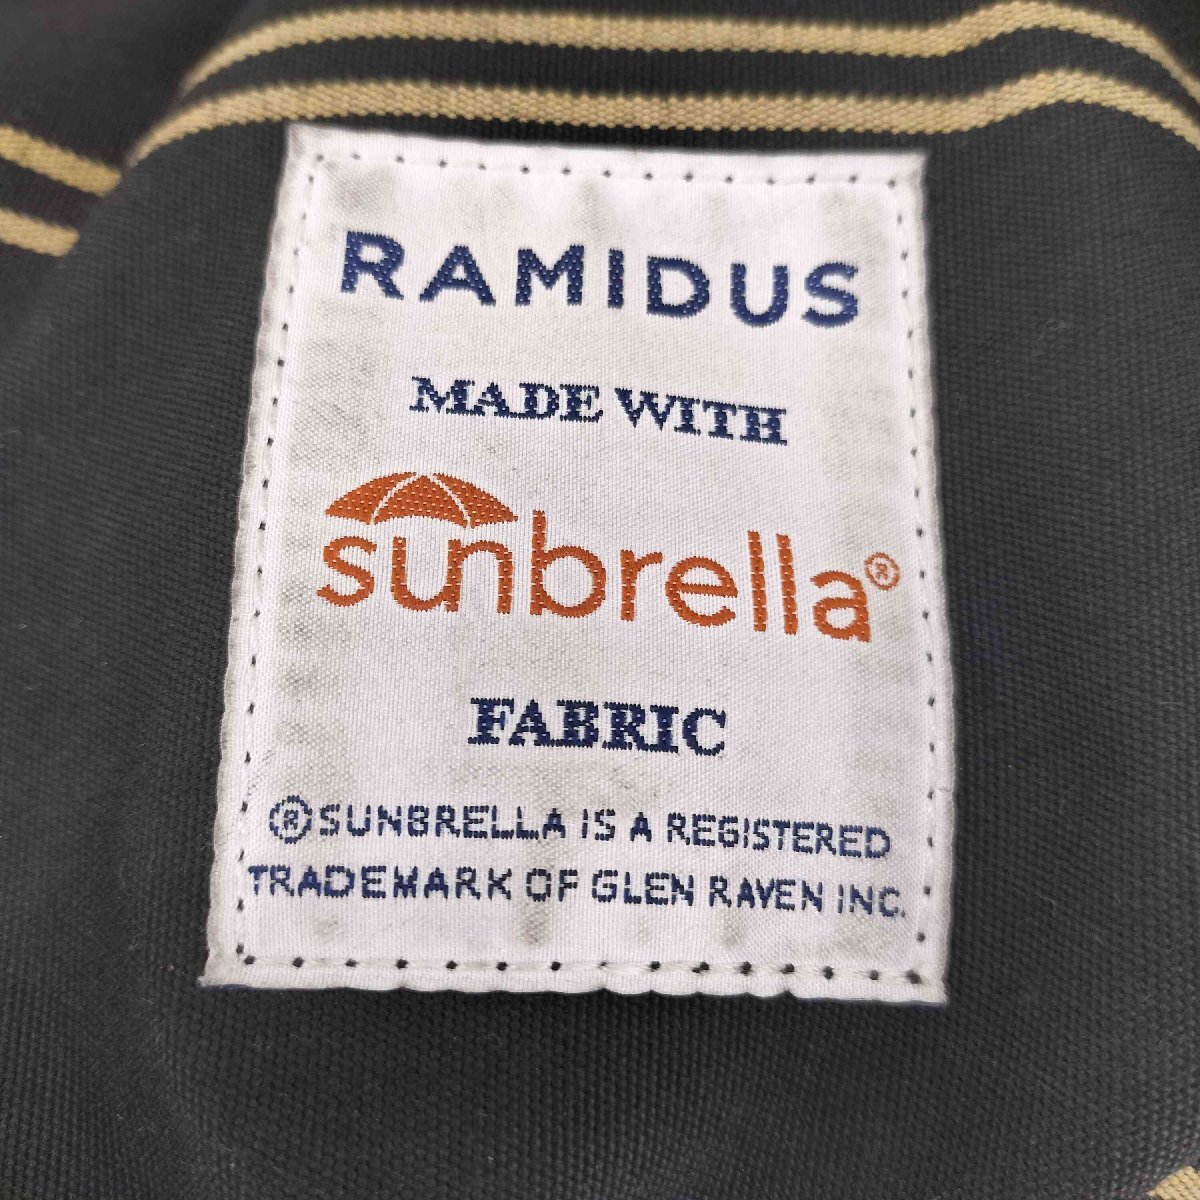 RAMIDUS
MADE WITH
sunbrella®
FABRIC
®SUNBRELLA IS A REGISTERED
TRADEMARK OF GLEN RAVEN INC.